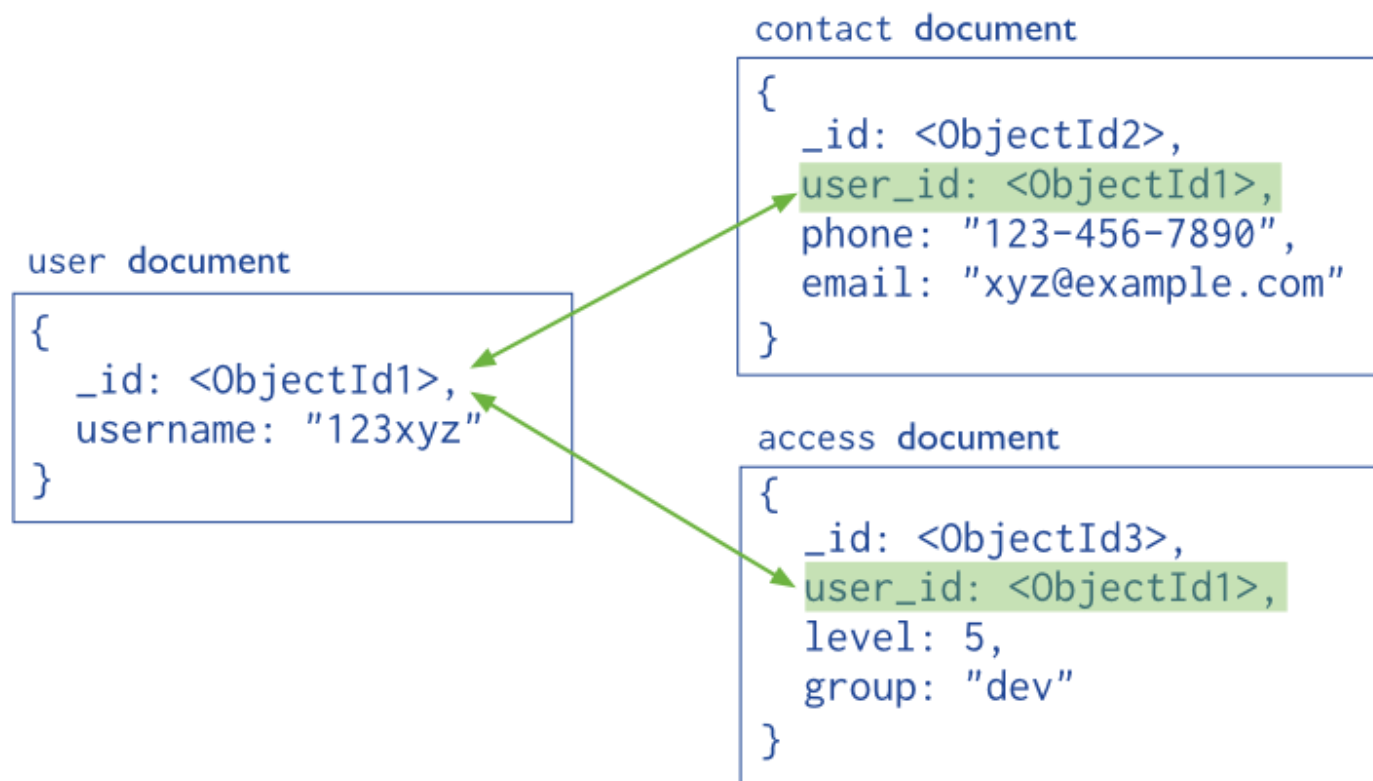 contact document
{
_id: <ObjectId2>,
user_id: <ObjectId1>,
phone: "123-456-7890",
email: "xyz@example.com"
}
user document
{
_id: <ObjectId1>,
username: "123xyz"
}
access document
{
_id: <ObjectId3>,
user_id: <ObjectId1>,
level: 5,
group: "dev"
}